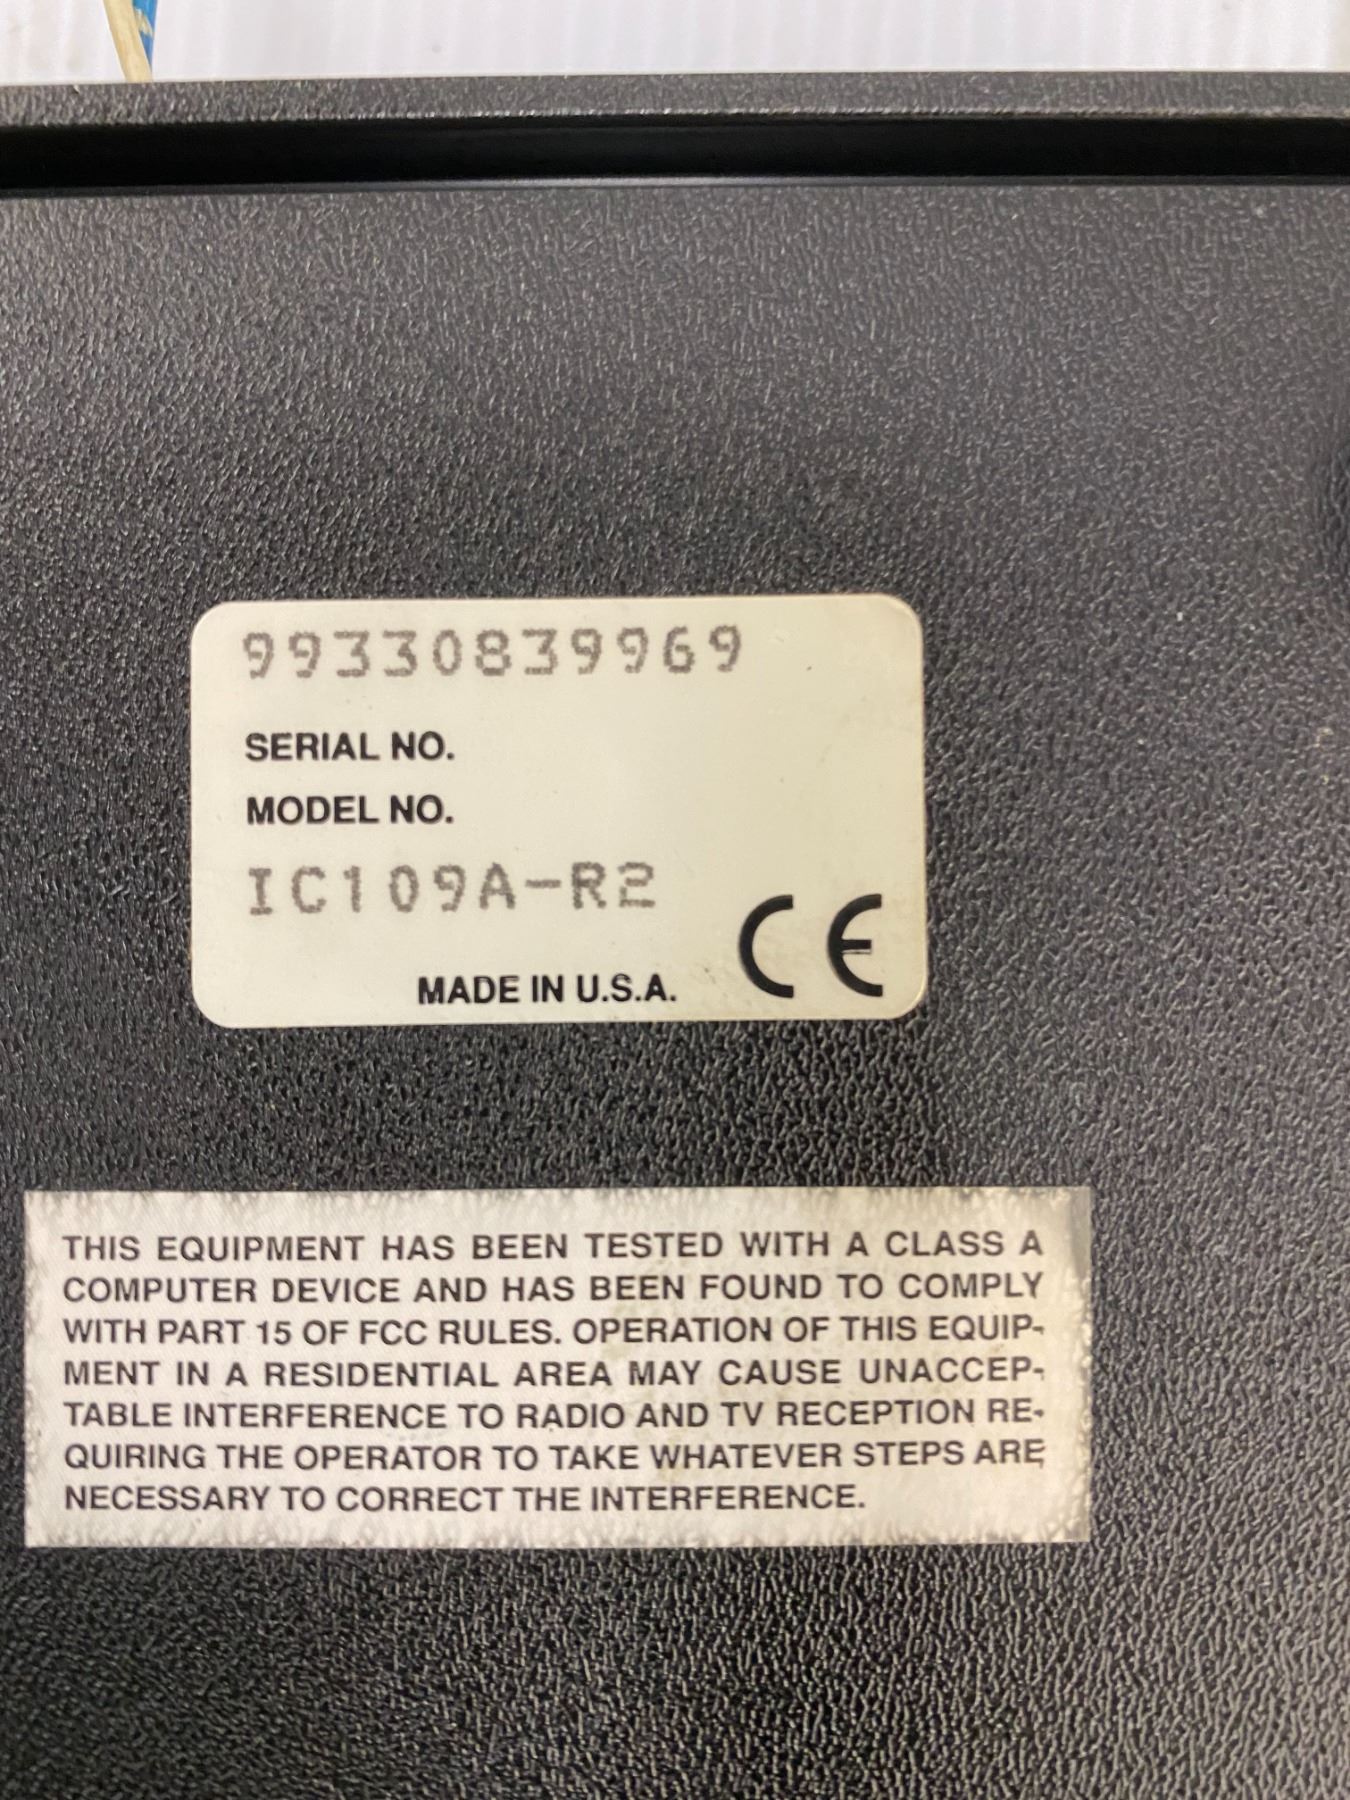 99330839969
SERIAL NO.
MODEL NO.
IC109A-R2
MADE IN U.S.A.
CE
THIS EQUIPMENT HAS BEEN TESTED WITH A CLASS A
COMPUTER DEVICE AND HAS BEEN FOUND TO COMPLY
WITH PART 15 OF FCC RULES. OPERATION OF THIS EQUIP-
MENT IN A RESIDENTIAL AREA MAY CAUSE UNACCEP-
TABLE INTERFERENCE TO RADIO AND TV RECEPTION RE-
QUIRING THE OPERATOR TO TAKE WHATEVER STEPS ARE
NECESSARY TO CORRECT THE INTERFERENCE.